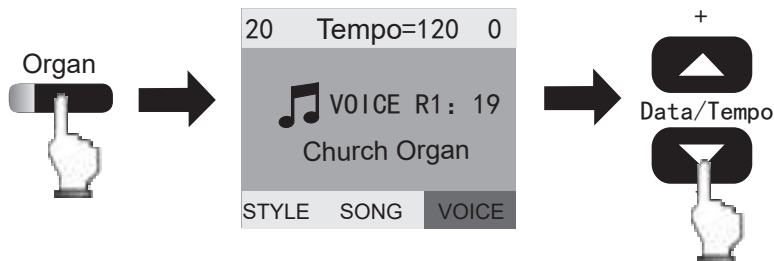 Organ
20 Tempo=120 0
VOICE R1: 19
Church Organ
STYLE SONG VOICE
+
Data/Tempo